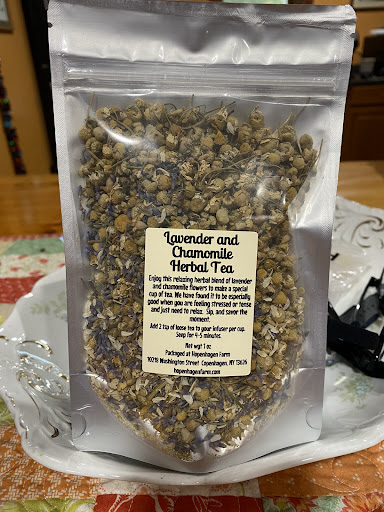 Lavender and
Chamomile
Herbal Tea
Enjoy this relaxing herbal blend of lavender
and chamomile flowers to make a special
cup of tea. We have found it to be especially
good when you are feeling stressed or tense
and just need to relax. Sip, and savor the
moment.
Add 2 tsp of loose tea to your infuser per cup.
Seep for 4-5 minutes.
Net wgt 1 oz
Packaged at Hopenhagen Farm
10218 Washington Street Copenhagen, NY 13626
hopenhagenfarm.com